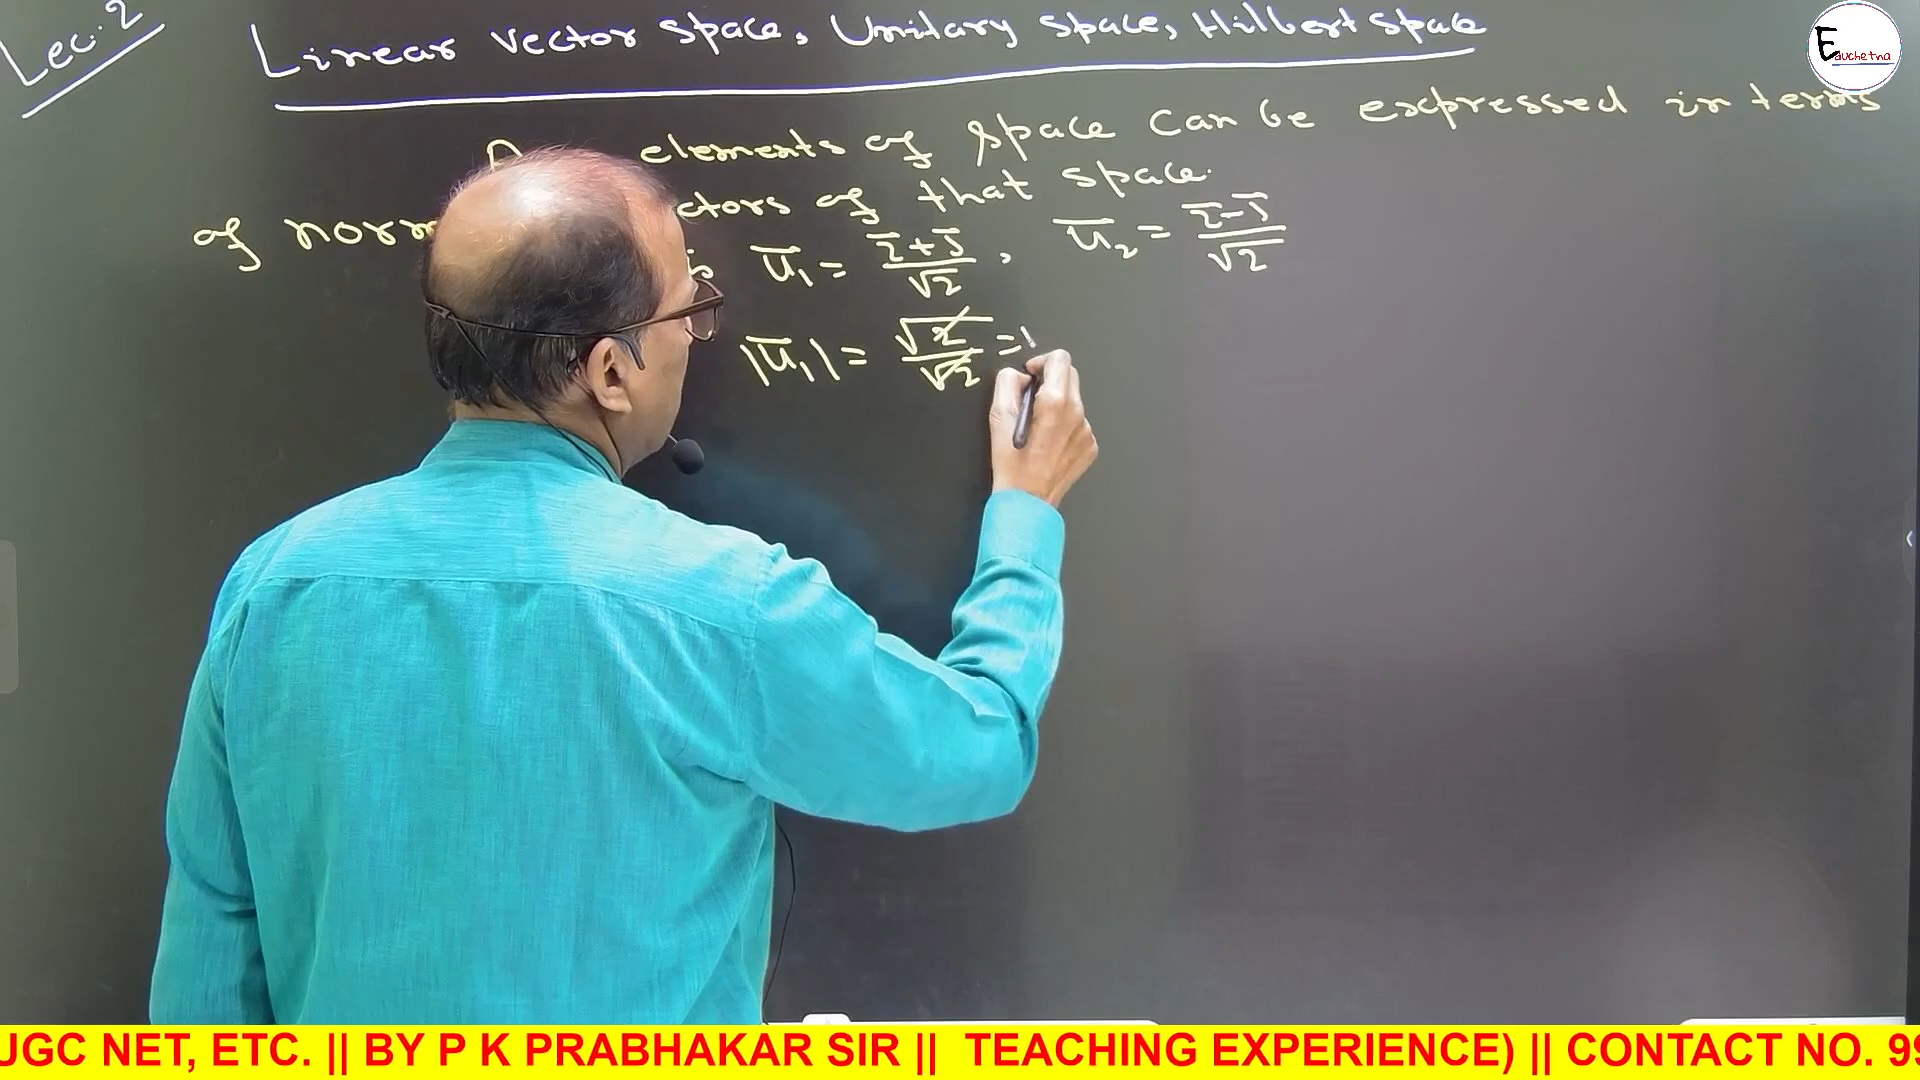 Lec: 2
Linear vector space, Unitary space, Hilbert space
Educhetna
elements of space can be expressed in terms
of norm ctors of that space.
ū₁ = (ī+j̄)/√2, ū₂ = (ī-j̄)/√2
|ū₁| = √2/√2 =
UGC NET, ETC. || BY P K PRABHAKAR SIR || TEACHING EXPERIENCE) || CONTACT NO. 99